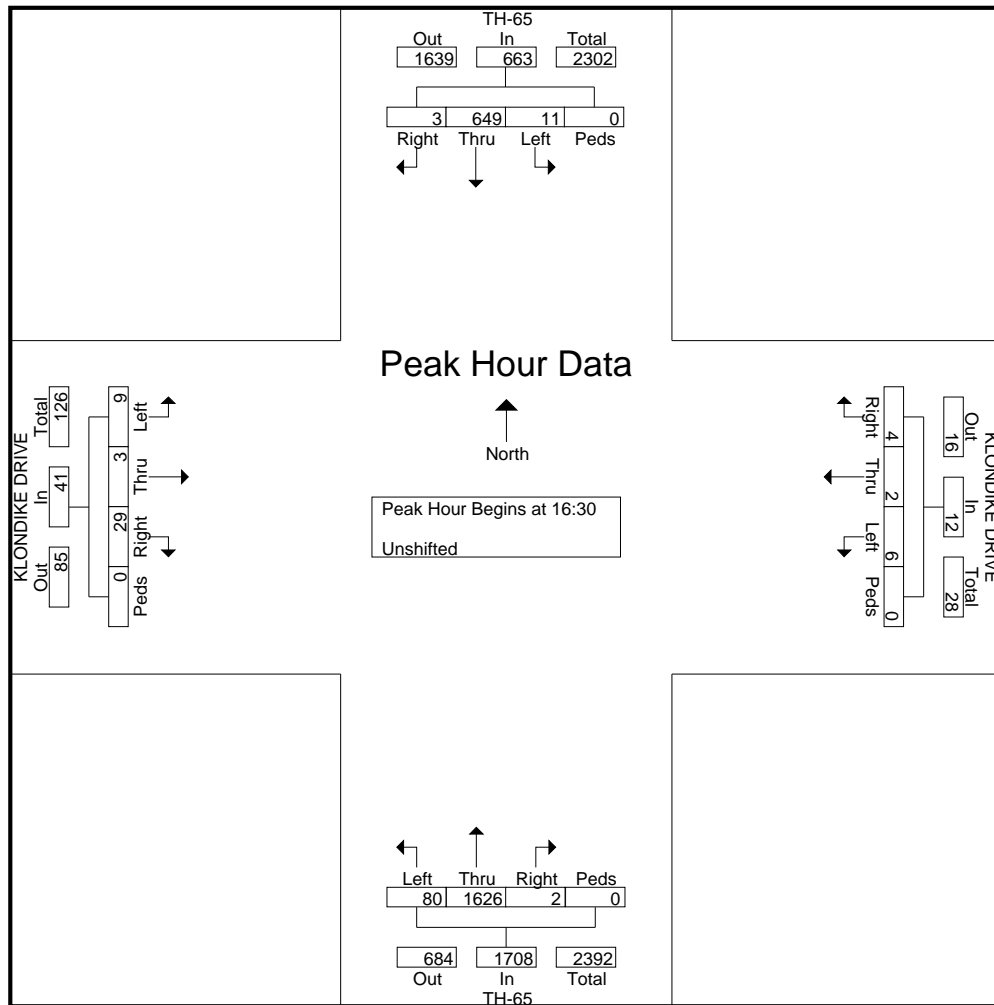 TH-65
Out In Total
1639 663 2302
3 649 11 0
Right Thru Left Peds
Peak Hour Data
North
Peak Hour Begins at 16:30
Unshifted
KLONDIKE DRIVE
Total In Out
126 41 85
9 3 29 0
Left Thru Right Peds
KLONDIKE DRIVE
Out In Total
16 12 28
4 2 6 0
Right Thru Left Peds
Left Thru Right Peds
80 1626 2 0
684 1708 2392
Out In Total
TH-65